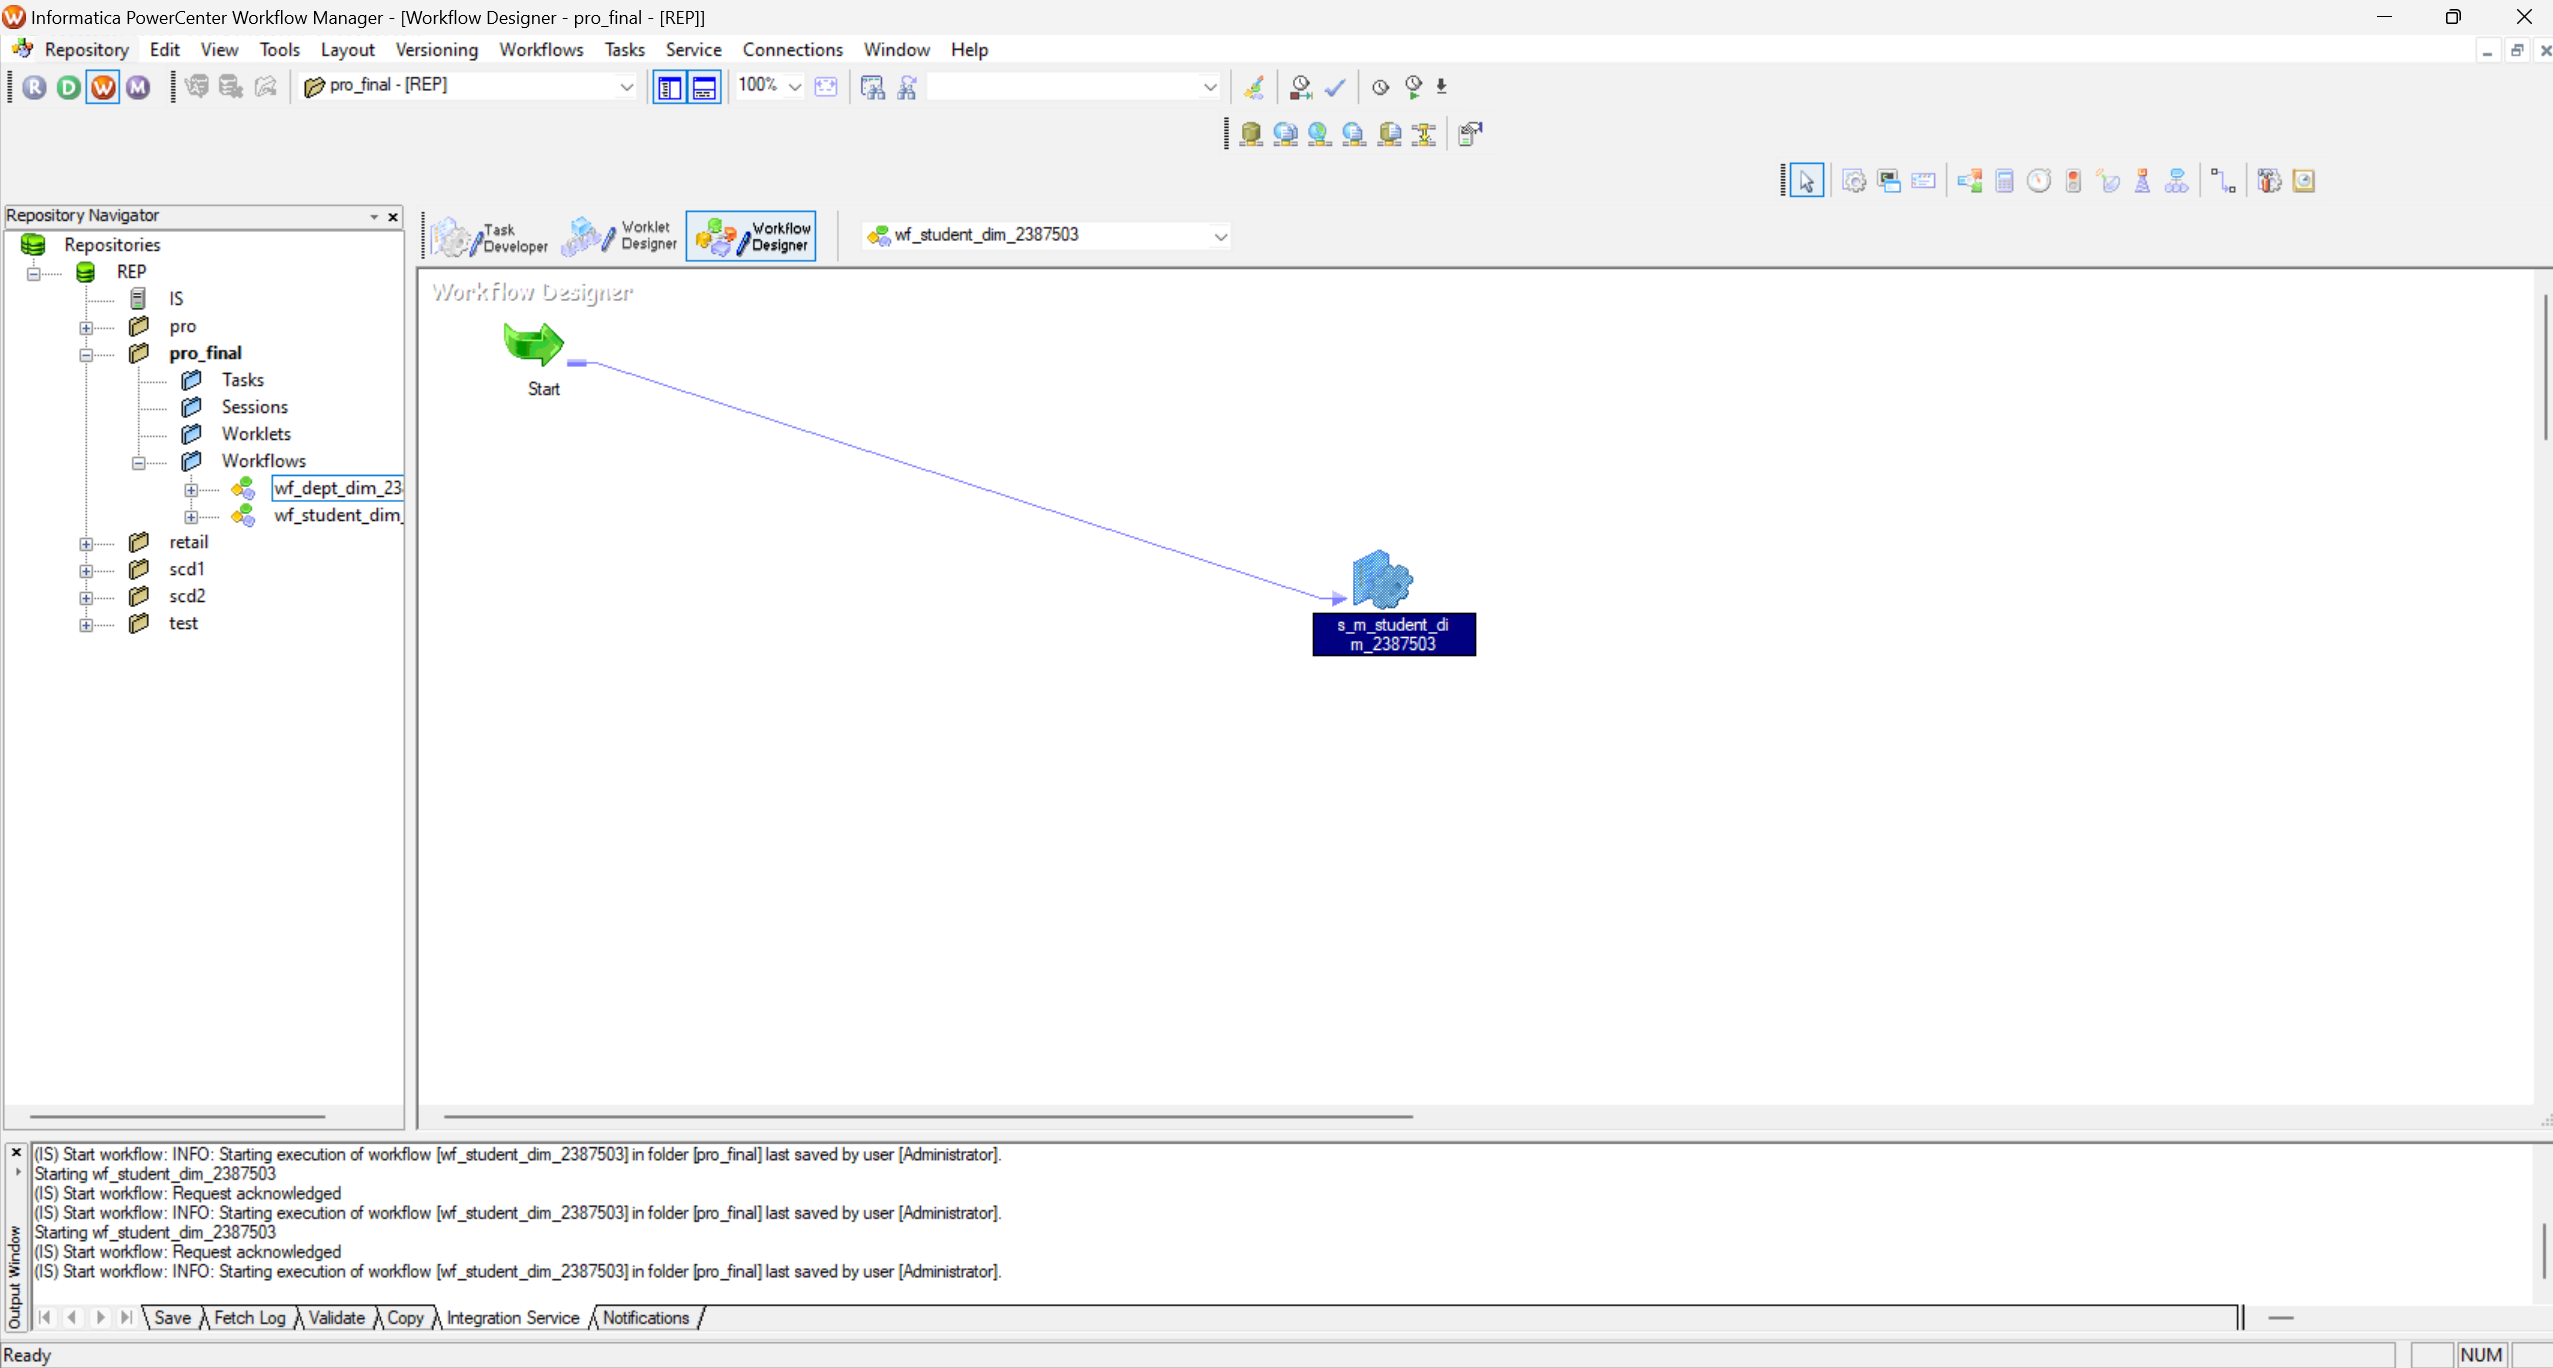 Informatica PowerCenter Workflow Manager - [Workflow Designer - pro_final - [REP]]
Repository Edit View Tools Layout Versioning Workflows Tasks Service Connections Window Help
R D W M pro_final - [REP] 100%
Repository Navigator
Repositories
REP
IS
pro
pro_final
Tasks
Sessions
Worklets
Workflows
wf_dept_dim_23
wf_student_dim_
retail
scd1
scd2
test
Task
Developer
Worklet
Designer
Workflow
Designer
wf_student_dim_2387503
Workflow Designer
Start
s_m_student_di
m_2387503
Output Window
(IS) Start workflow: INFO: Starting execution of workflow [wf_student_dim_2387503] in folder [pro_final] last saved by user [Administrator].
Starting wf_student_dim_2387503
(IS) Start workflow: Request acknowledged
(IS) Start workflow: INFO: Starting execution of workflow [wf_student_dim_2387503] in folder [pro_final] last saved by user [Administrator].
Starting wf_student_dim_2387503
(IS) Start workflow: Request acknowledged
(IS) Start workflow: INFO: Starting execution of workflow [wf_student_dim_2387503] in folder [pro_final] last saved by user [Administrator].
Save Fetch Log Validate Copy Integration Service Notifications
Ready NUM